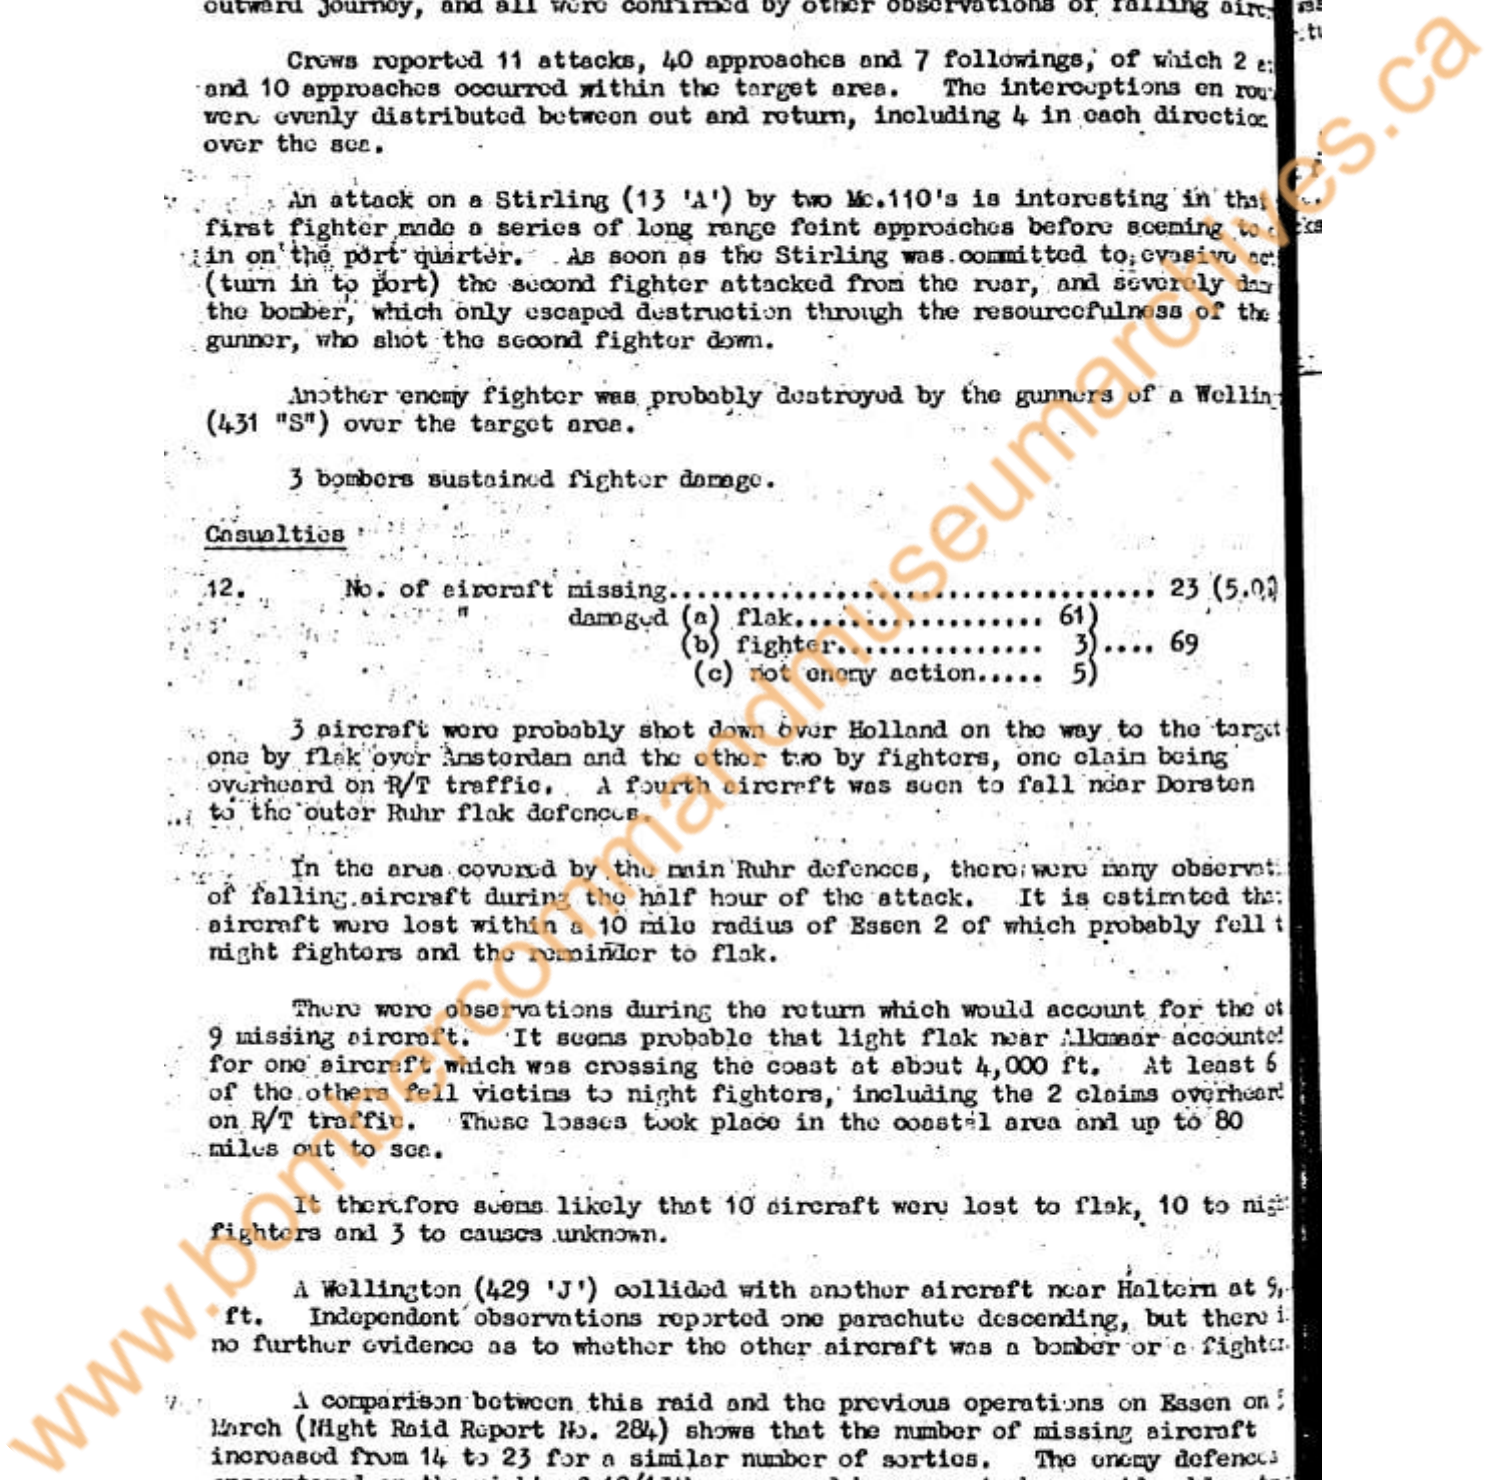 outward journey, and all were confirmed by other observations of falling
Crews reported 11 attacks, 40 approaches and 7 followings, of which 2
and 10 approaches occurred within the target area. The interceptions en
were evenly distributed between out and return, including 4 in each
over the sea.
An attack on a Stirling (13 'A') by two Me.110's is interesting in
first fighter made a series of long range feint approaches before seeming to
in on the port quarter. As soon as the Stirling was committed to evasive
(turn in to port) the second fighter attacked from the rear, and severely
the bomber, which only escaped destruction through the resourcefulness of the
gunner, who shot the second fighter down.
Another enemy fighter was probably destroyed by the gunners of a Wellin
(431 "S") over the target area.
3 bombers sustained fighter damage.
Casualties
12. No. of aircraft missing................................... 23 (5.0
" damaged (a) flak.................. 61)
(b) fighter............... 3).... 69
(c) not enemy action..... 5)
3 aircraft were probably shot down over Holland on the way to the target
one by flak over Amsterdam and the other two by fighters, one claim being
overheard on R/T traffic. A fourth aircraft was seen to fall near Dorsten
to the outer Ruhr flak defences.
In the area covered by the main Ruhr defences, there were many
of falling aircraft during the half hour of the attack. It is estimated
aircraft were lost within a 10 mile radius of Essen 2 of which probably fell
night fighters and the remainder to flak.
There were observations during the return which would account for the
9 missing aircraft. It seems probable that light flak near Alkmaar accounted
for one aircraft which was crossing the coast at about 4,000 ft. At least 6
of the others fell victims to night fighters, including the 2 claims overheard
on R/T traffic. These losses took place in the coastal area and up to 80
miles out to sea.
It therefore seems likely that 10 aircraft were lost to flak, 10 to
fighters and 3 to causes unknown.
A Wellington (429 'J') collided with another aircraft near Haltern at
ft. Independent observations reported one parachute descending, but there
no further evidence as to whether the other aircraft was a bomber or a fighter
A comparison between this raid and the previous operations on Essen on
March (Night Raid Report No. 284) shows that the number of missing aircraft
increased from 14 to 23 for a similar number of sorties. The enemy defences
www.bombercommandmuseumarchives.ca